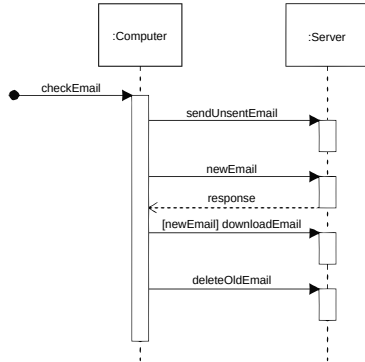 :Computer
:Server
checkEmail
sendUnsentEmail
newEmail
response
[newEmail] downloadEmail
deleteOldEmail